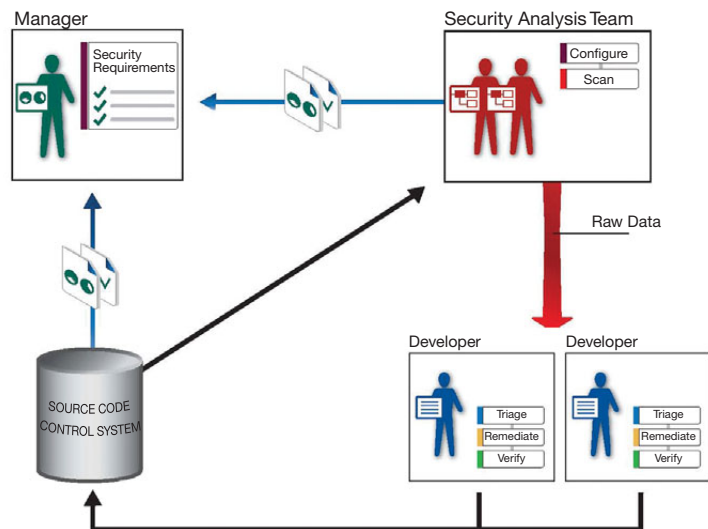 Manager
Security Analysis Team
Security
Requirements
Configure
Scan
Raw Data
Developer
Developer
SOURCE CODE
CONTROL SYSTEM
Triage
Remediate
Verify
Triage
Remediate
Verify